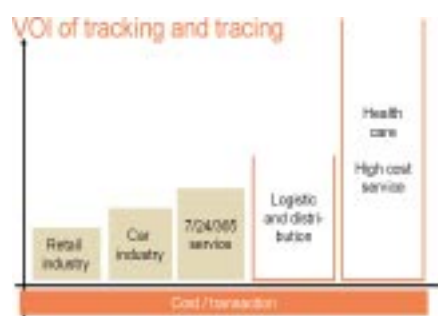 VOI of tracking and tracing
Retail
industry
Car
industry
7/24/365
service
Logistic
and distri-
bution
Health
care
High cost
service
Cost / transaction